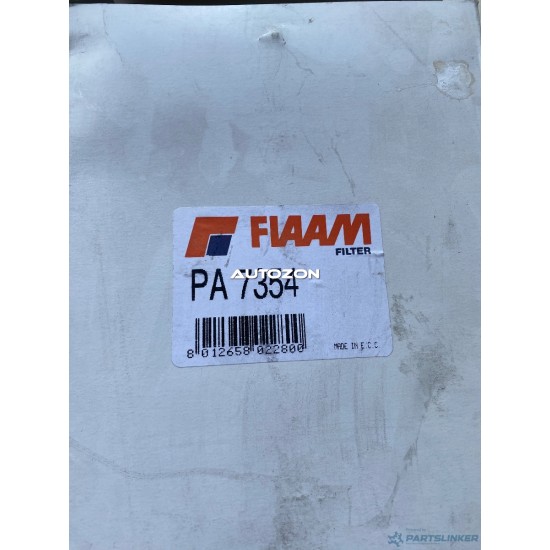 FIAAM
FILTER
AUTOZON
PA 7354
8 012658 022800
MADE IN E.C.C
PARTSLINKER